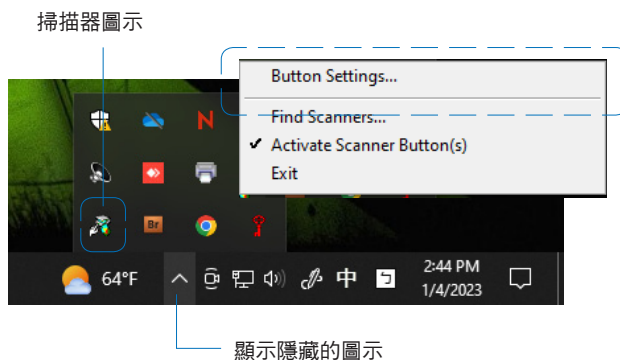 掃描器圖示
Button Settings...
Find Scanners...
Activate Scanner Button(s)
Exit
N
Br
64°F
中
ㄅ
2:44 PM
1/4/2023
顯示隱藏的圖示